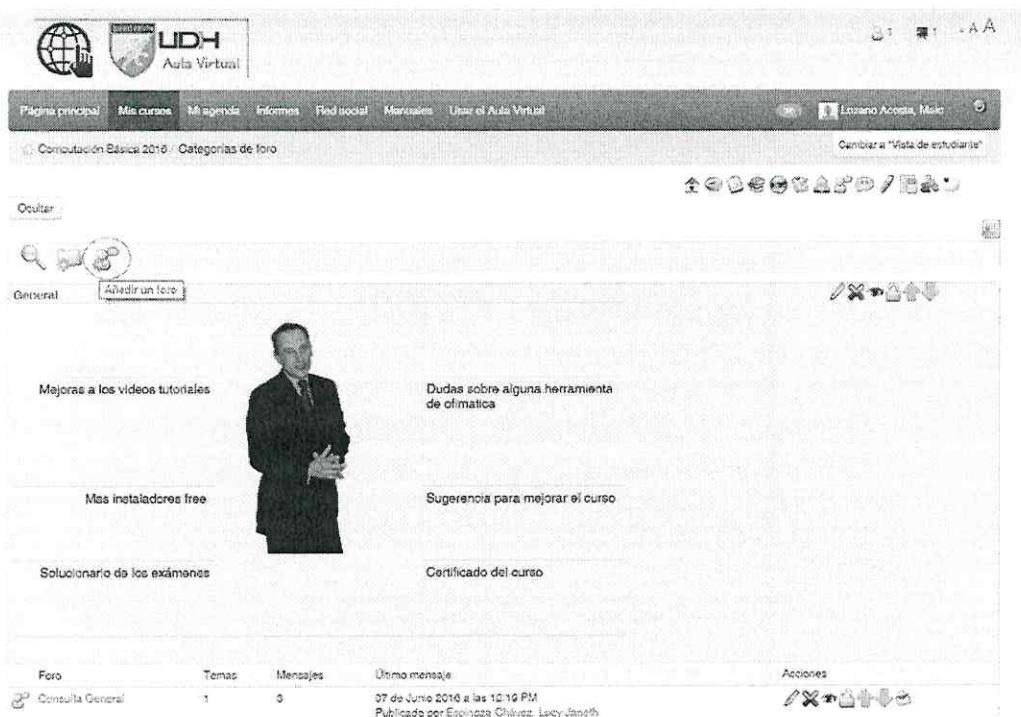 UDH
Aula Virtual
1 1 A A
Página principal Mis cursos Mi agenda Informes Red social Manuales Usar el Aula Virtual Lozano Acosta, Maic
Computación Básica 2016 / Categorías de foro
Cambiar a "Vista de estudiante"
Ocultar
General
Añadir un foro
Mejoras a los videos tutoriales
Dudas sobre alguna herramienta
de ofimatica
Mas instaladores free
Sugerencia para mejorar el curso
Solucionario de los exámenes
Certificado del curso
Foro Temas Mensajes Último mensaje Acciones
Consulta General 1 07 de Junio 2016 a las 12:19 PM
Publicado por Espinoza Chávez, Lucy Janeth